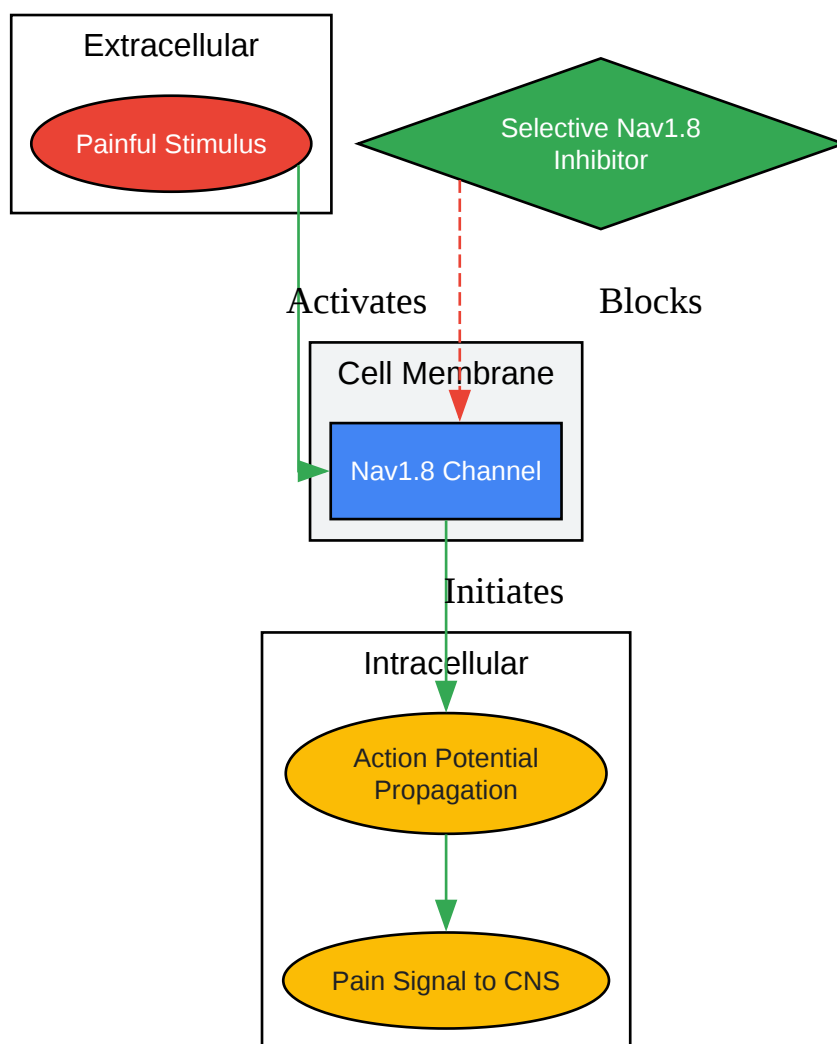 Extracellular
Painful Stimulus
Selective Nav1.8
Inhibitor
Activates
Blocks
Cell Membrane
Nav1.8 Channel
Initiates
Intracellular
Action Potential
Propagation
Pain Signal to CNS